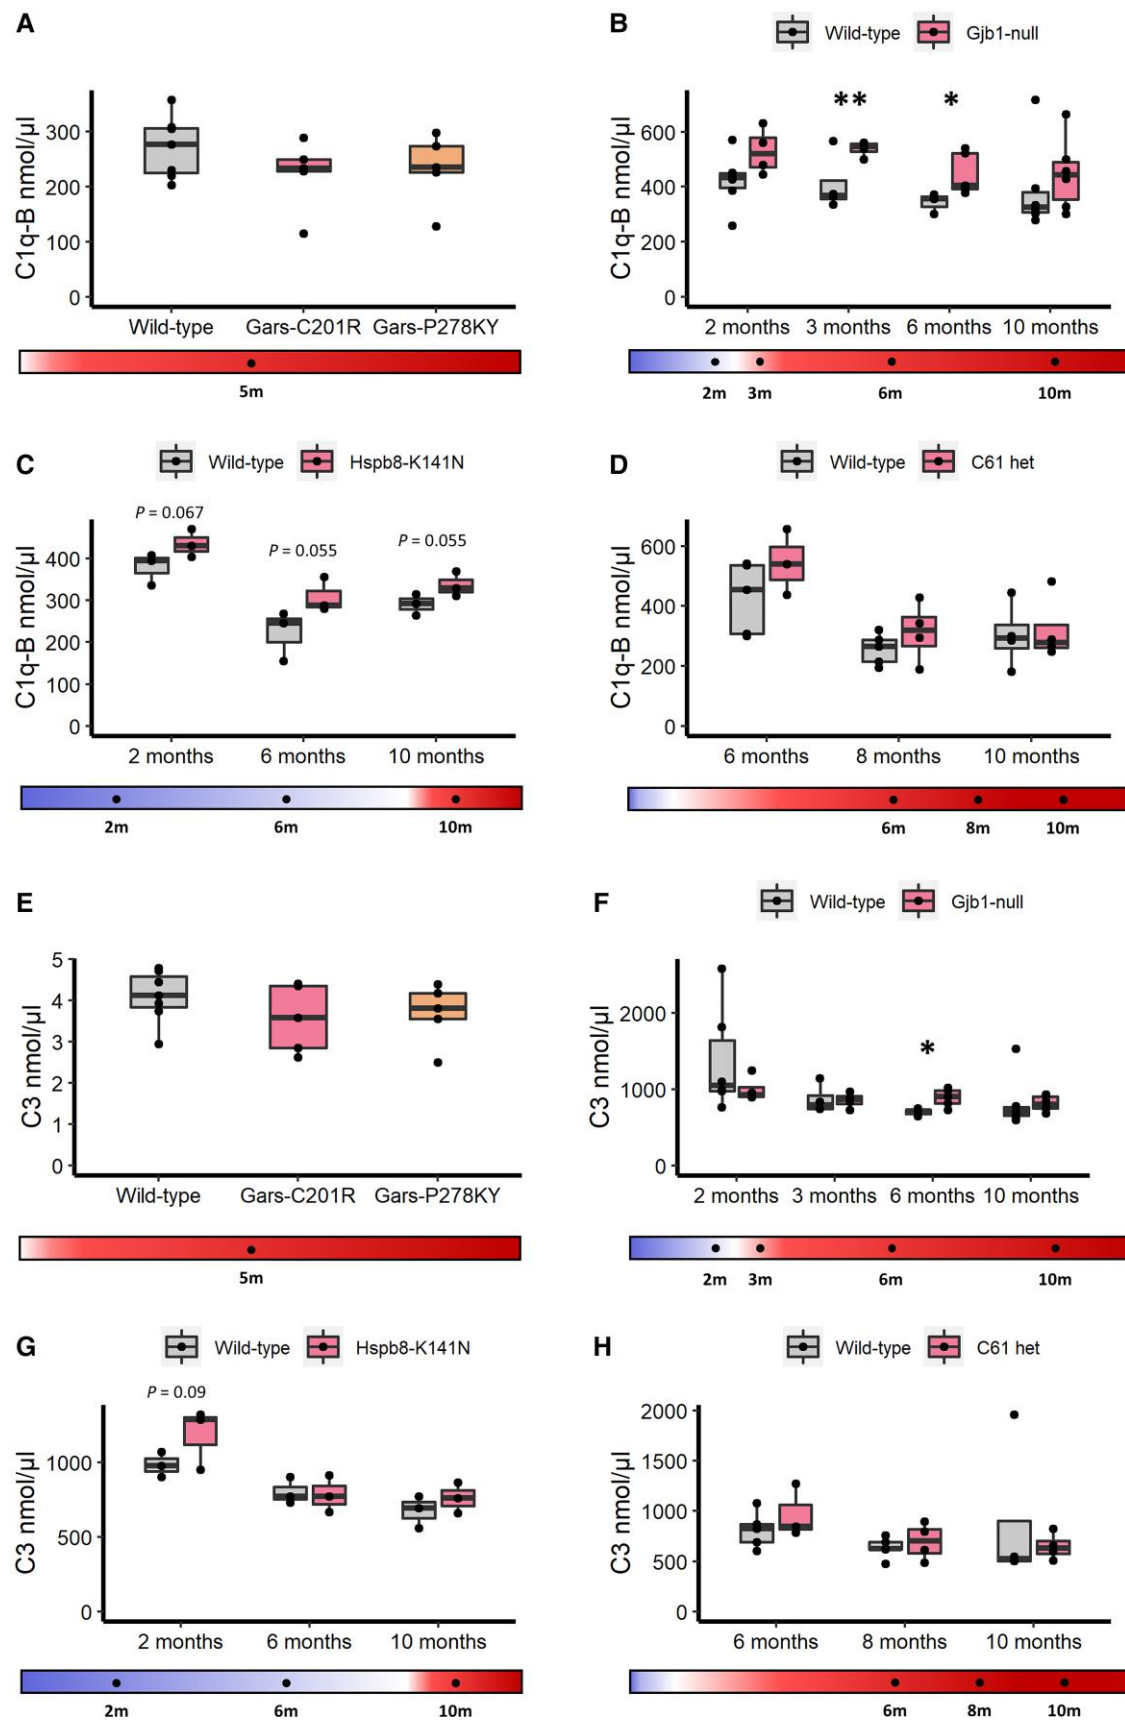 A
C1q-B nmol/µl
300
200
100
0
Wild-type Gars-C201R Gars-P278KY
5m
B
Wild-type Gjb1-null
C1q-B nmol/µl
600
400
200
0
** *
2 months 3 months 6 months 10 months
2m 3m 6m 10m
C
Wild-type Hspb8-K141N
C1q-B nmol/µl
400
300
200
100
0
P = 0.067
P = 0.055
P = 0.055
2 months 6 months 10 months
2m 6m 10m
D
Wild-type C61 het
C1q-B nmol/µl
600
400
200
0
6 months 8 months 10 months
6m 8m 10m
E
C3 nmol/µl
5
4
3
2
1
0
Wild-type Gars-C201R Gars-P278KY
5m
F
Wild-type Gjb1-null
C3 nmol/µl
2000
1000
0
*
2 months 3 months 6 months 10 months
2m 3m 6m 10m
G
Wild-type Hspb8-K141N
P = 0.09
C3 nmol/µl
1000
500
0
2 months 6 months 10 months
2m 6m 10m
H
Wild-type C61 het
C3 nmol/µl
2000
1500
1000
500
0
6 months 8 months 10 months
6m 8m 10m